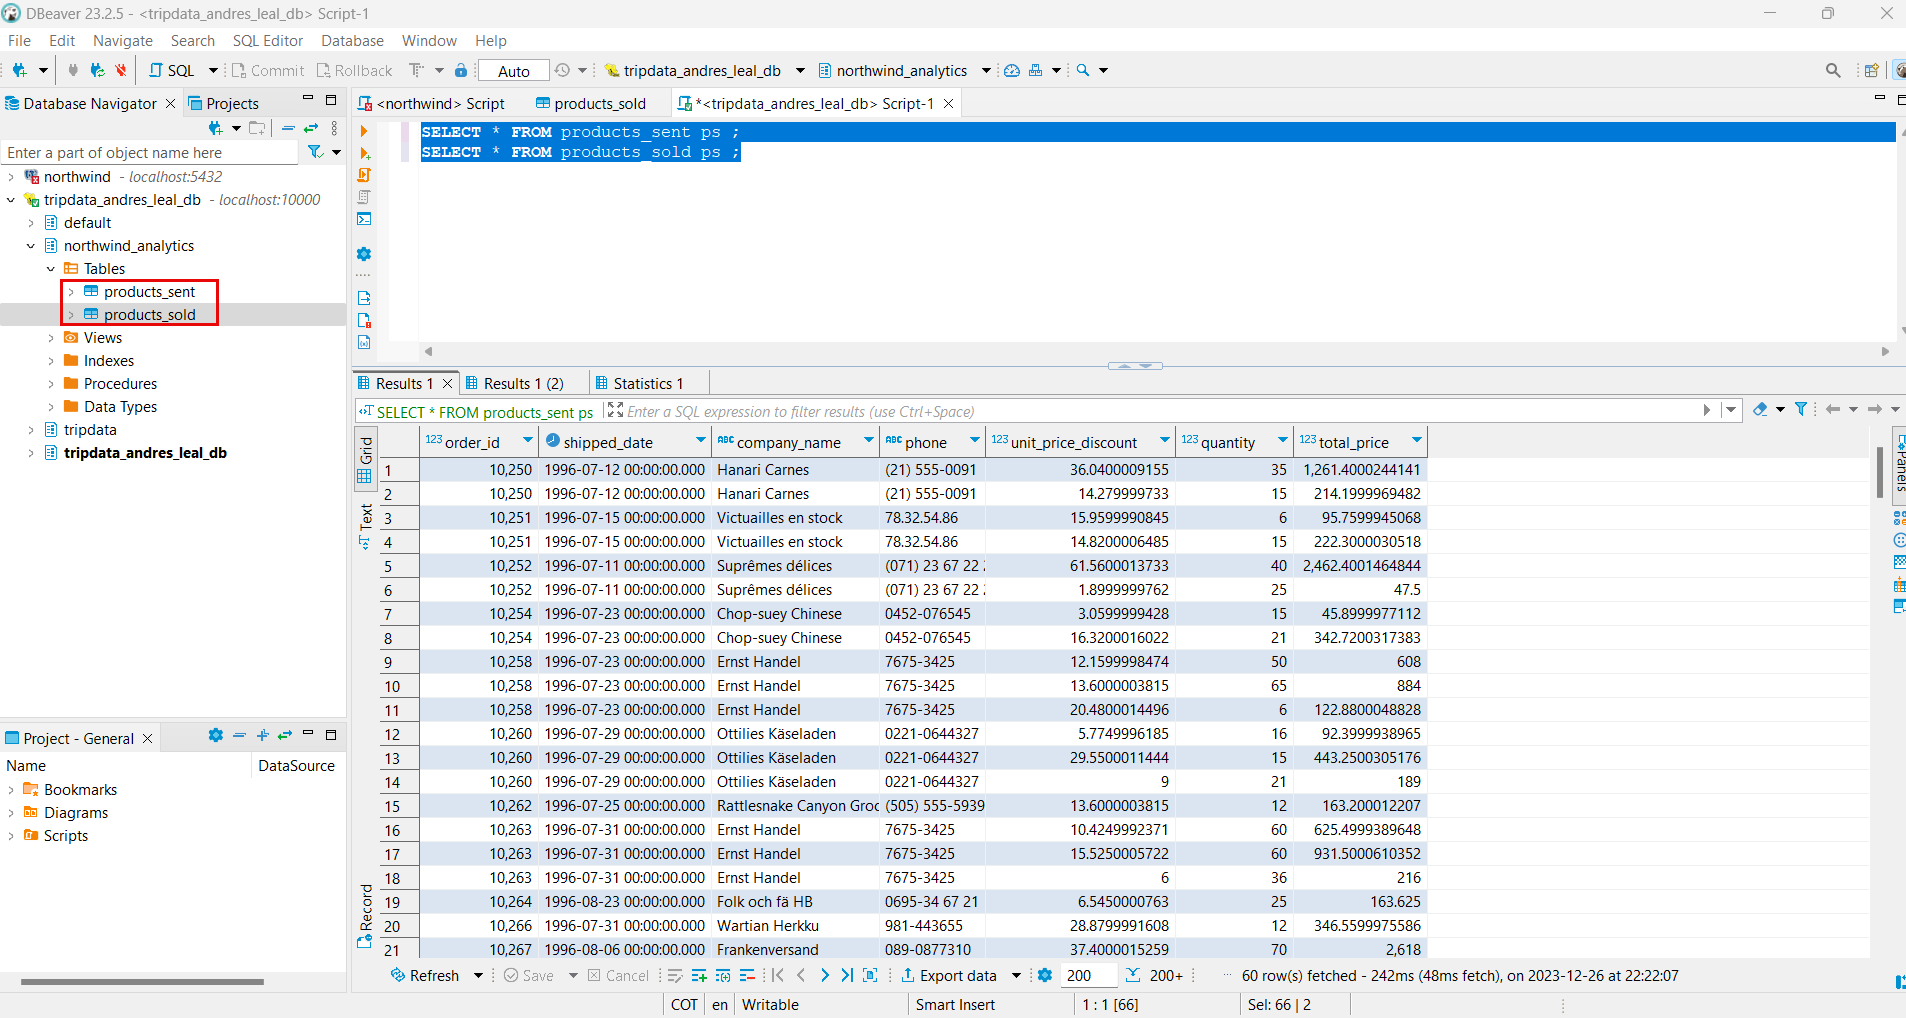 DBeaver 23.2.5 - <tripdata_andres_leal_db> Script-1
File Edit Navigate Search SQL Editor Database Window Help
SQL Commit Rollback Auto tripdata_andres_leal_db northwind_analytics
Database Navigator Projects
Enter a part of object name here
northwind - localhost:5432
tripdata_andres_leal_db - localhost:10000
default
northwind_analytics
Tables
products_sent
products_sold
Views
Indexes
Procedures
Data Types
tripdata
tripdata_andres_leal_db
Project - General
Name DataSource
Bookmarks
Diagrams
Scripts
<northwind> Script products_sold *<tripdata_andres_leal_db> Script-1
SELECT * FROM products_sent ps ;
SELECT * FROM products_sold ps ;
Results 1 Results 1 (2) Statistics 1
SELECT * FROM products_sent ps Enter a SQL expression to filter results (use Ctrl+Space)
Grid
Text
Record
Panels
123 order_id shipped_date ABC company_name ABC phone 123 unit_price_discount 123 quantity 123 total_price
1 10,250 1996-07-12 00:00:00.000 Hanari Carnes (21) 555-0091 36.0400009155 35 1,261.4000244141
2 10,250 1996-07-12 00:00:00.000 Hanari Carnes (21) 555-0091 14.279999733 15 214.1999969482
3 10,251 1996-07-15 00:00:00.000 Victuailles en stock 78.32.54.86 15.9599990845 6 95.7599945068
4 10,251 1996-07-15 00:00:00.000 Victuailles en stock 78.32.54.86 14.8200006485 15 222.3000030518
5 10,252 1996-07-11 00:00:00.000 Suprêmes délices (071) 23 67 22 61.5600013733 40 2,462.4001464844
6 10,252 1996-07-11 00:00:00.000 Suprêmes délices (071) 23 67 22 1.8999999762 25 47.5
7 10,254 1996-07-23 00:00:00.000 Chop-suey Chinese 0452-076545 3.0599999428 15 45.8999977112
8 10,254 1996-07-23 00:00:00.000 Chop-suey Chinese 0452-076545 16.3200016022 21 342.7200317383
9 10,258 1996-07-23 00:00:00.000 Ernst Handel 7675-3425 12.1599998474 50 608
10 10,258 1996-07-23 00:00:00.000 Ernst Handel 7675-3425 13.6000003815 65 884
11 10,258 1996-07-23 00:00:00.000 Ernst Handel 7675-3425 20.4800014496 6 122.8800048828
12 10,260 1996-07-29 00:00:00.000 Ottilies Käseladen 0221-0644327 5.7749996185 16 92.3999938965
13 10,260 1996-07-29 00:00:00.000 Ottilies Käseladen 0221-0644327 29.5500011444 15 443.2500305176
14 10,260 1996-07-29 00:00:00.000 Ottilies Käseladen 0221-0644327 9 21 189
15 10,262 1996-07-25 00:00:00.000 Rattlesnake Canyon Groc (505) 555-5939 13.6000003815 12 163.200012207
16 10,263 1996-07-31 00:00:00.000 Ernst Handel 7675-3425 10.4249992371 60 625.4999389648
17 10,263 1996-07-31 00:00:00.000 Ernst Handel 7675-3425 15.5250005722 60 931.5000610352
18 10,263 1996-07-31 00:00:00.000 Ernst Handel 7675-3425 6 36 216
19 10,264 1996-08-23 00:00:00.000 Folk och fä HB 0695-34 67 21 6.5450000763 25 163.625
20 10,266 1996-07-31 00:00:00.000 Wartian Herkku 981-443655 28.8799991608 12 346.5599975586
21 10,267 1996-08-06 00:00:00.000 Frankenversand 089-0877310 37.4000015259 70 2,618
Refresh Save Cancel Export data 200 200+ 60 row(s) fetched - 242ms (48ms fetch), on 2023-12-26 at 22:22:07
COT en Writable Smart Insert 1 : 1 [66] Sel: 66 | 2